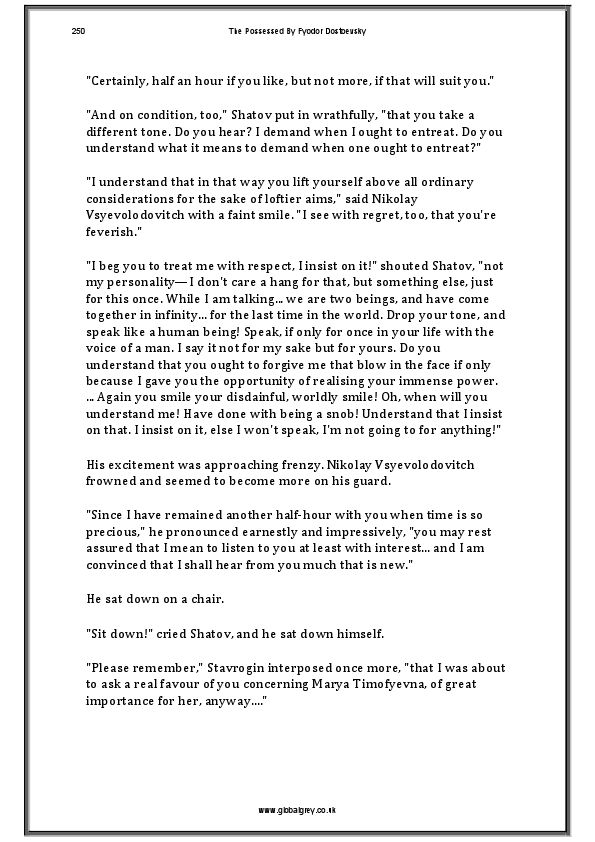 250
The Possessed By Fyodor Dostoevsky
"Certainly, half an hour if you like, but not more, if that will suit you."
"And on condition, too," Shatov put in wrathfully, "that you take a
different tone. Do you hear? I demand when I ought to entreat. Do you
understand what it means to demand when one ought to entreat?"
"I understand that in that way you lift yourself above all ordinary
considerations for the sake of loftier aims," said Nikolay
Vsyevolodovitch with a faint smile. "I see with regret, too, that you're
feverish."
"I beg you to treat me with respect, I insist on it!" shouted Shatov, "not
my personality—I don't care a hang for that, but something else, just
for this once. While I am talking... we are two beings, and have come
together in infinity... for the last time in the world. Drop your tone, and
speak like a human being! Speak, if only for once in your life with the
voice of a man. I say it not for my sake but for yours. Do you
understand that you ought to forgive me that blow in the face if only
because I gave you the opportunity of realising your immense power.
... Again you smile your disdainful, worldly smile! Oh, when will you
understand me! Have done with being a snob! Understand that I insist
on that. I insist on it, else I won't speak, I'm not going to for anything!"
His excitement was approaching frenzy. Nikolay Vsyevolodovitch
frowned and seemed to become more on his guard.
"Since I have remained another half-hour with you when time is so
precious," he pronounced earnestly and impressively, "you may rest
assured that I mean to listen to you at least with interest... and I am
convinced that I shall hear from you much that is new."
He sat down on a chair.
"Sit down!" cried Shatov, and he sat down himself.
"Please remember," Stavrogin interposed once more, "that I was about
to ask a real favour of you concerning Marya Timofyevna, of great
importance for her, anyway...."
www.globalgrey.co.uk